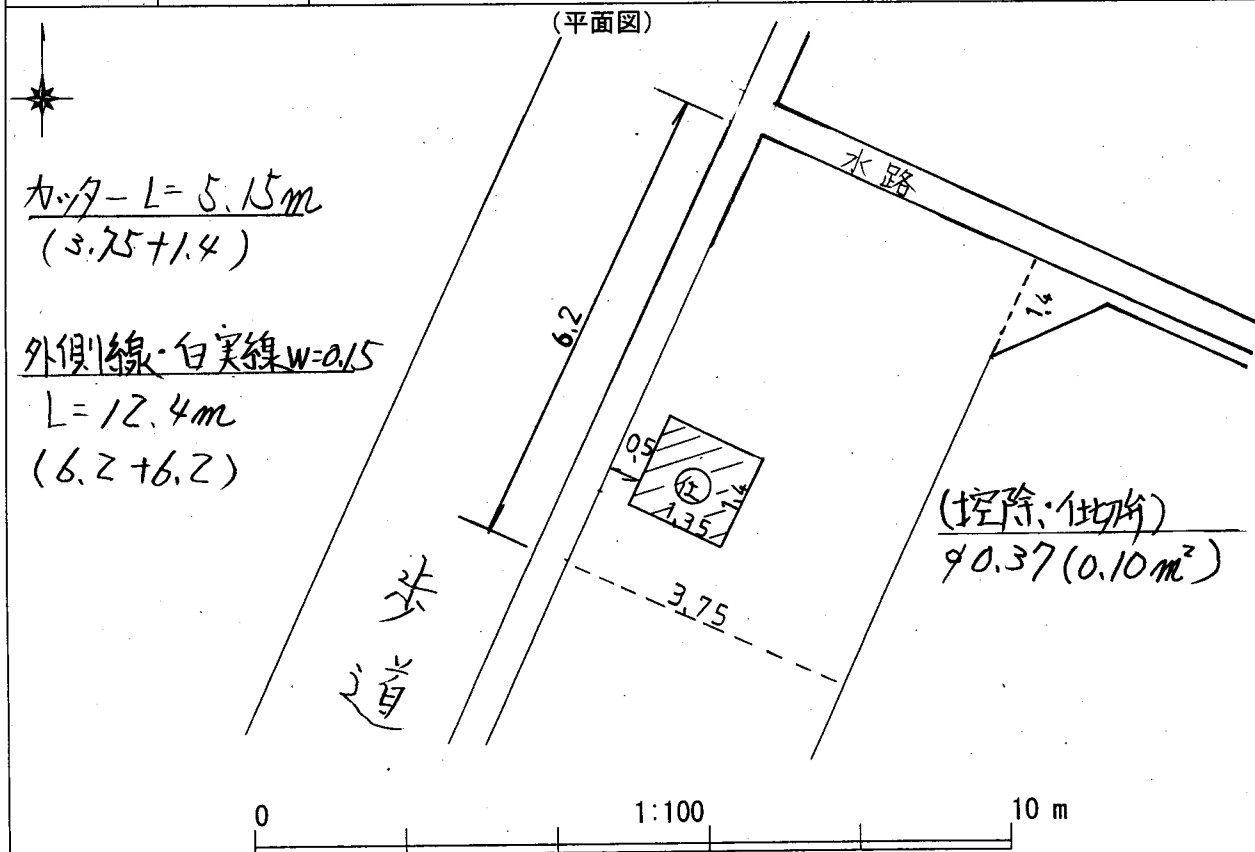 (平面図)
カッター L=5.15m
(3.75+1.4)
外側線・白実線 W=0.15
L=12.4m
(6.2+6.2)
水路
1.4
6.2
0.5
仕
1.4
1.35
3.75
(控除・仕切弁)
φ0.37(0.10m²)
歩道
0
1:100
10 m